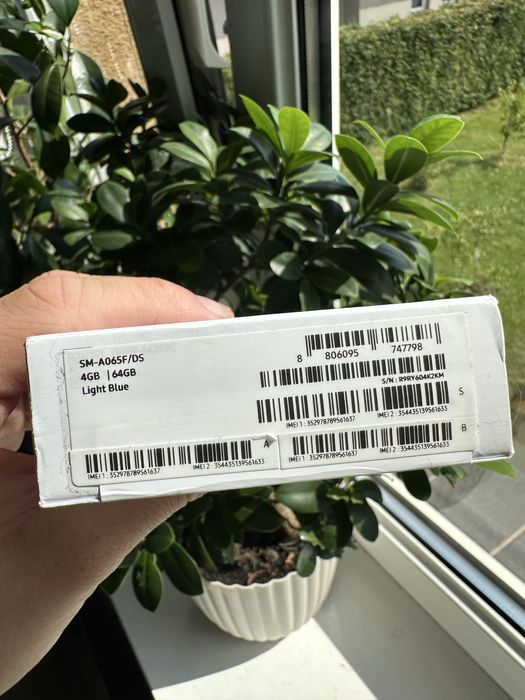 SM-A065F/DS
4GB | 64GB
Light Blue
8 806095 747798
S/N : R9RY604K2KM
IMEI 1 : 352978789561637 IMEI 2 : 354435139561633
S
IMEI 1 : 352978789561637 IMEI 2 : 354435139561633
IMEI 1 : 352978789561637 IMEI 2 : 354435139561633
B